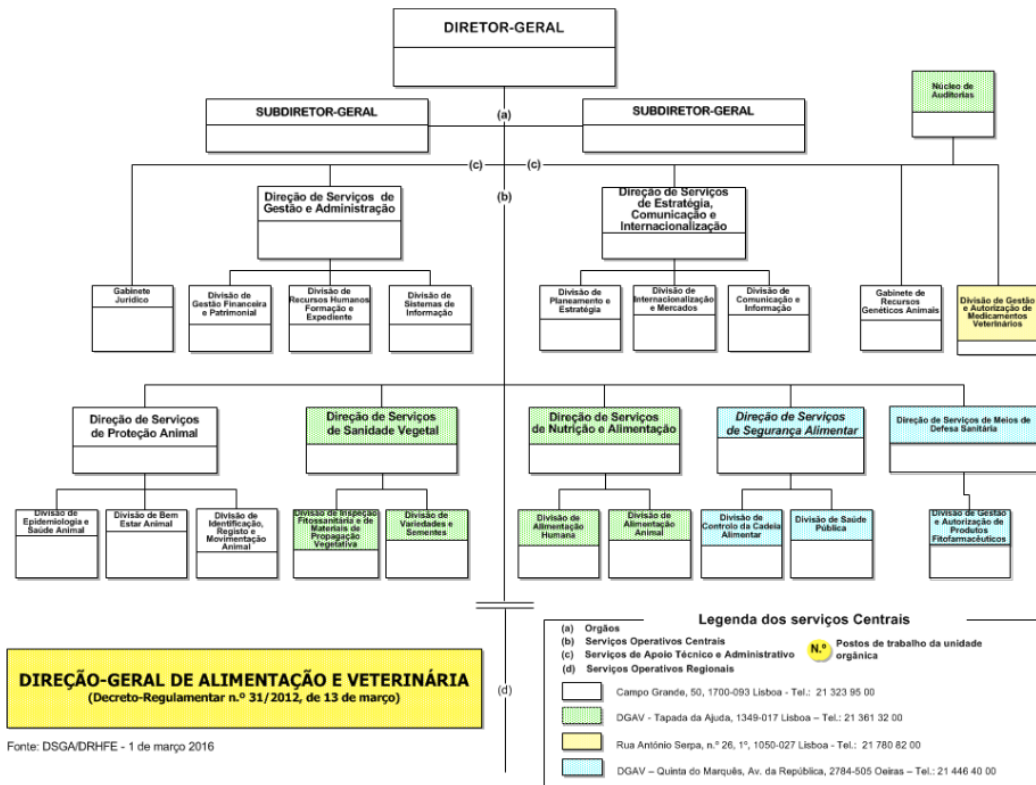 DIRETOR-GERAL
Núcleo de
Auditorias
SUBDIRETOR-GERAL
(a)
SUBDIRETOR-GERAL
(c)
(c)
(b)
Direção de Serviços de
Gestão e Administração
Direção de Serviços
de Estratégia,
Comunicação e
Internacionalização
Gabinete
Jurídico
Divisão de
Gestão Financeira
e Patrimonial
Divisão de
Recursos Humanos
Formação e
Expediente
Divisão de
Sistemas de
Informação
Divisão de
Planeamento e
Estratégia
Divisão de
Internacionalização
e Mercados
Divisão de
Comunicação e
Informação
Gabinete de
Recursos
Genéticos Animais
Divisão de Gestão
e Autorização de
Medicamentos
Veterinários
Direção de Serviços
de Proteção Animal
Direção de Serviços
de Sanidade Vegetal
Direção de Serviços
de Nutrição e Alimentação
Direção de Serviços
de Segurança Alimentar
Direção de Serviços de Meios de
Defesa Sanitária
Divisão de
Epidemiologia e
Saúde Animal
Divisão de Bem
Estar Animal
Divisão de
Identificação,
Registo e
Movimentação
Animal
Divisão de Inspeção
Fitossanitária e de
Materiais de
Propagação
Vegetativa
Divisão de
Variedades e
Sementes
Divisão de
Alimentação
Humana
Divisão de
Alimentação
Animal
Divisão de
Controlo da Cadeia
Alimentar
Divisão de Saúde
Pública
Divisão de Gestão
e Autorização de
Produtos
Fitofarmacêuticos
DIREÇÃO-GERAL DE ALIMENTAÇÃO E VETERINÁRIA
(Decreto-Regulamentar n.º 31/2012, de 13 de março)
Fonte: DSGA/DRHFE - 1 de março 2016
(d)
Legenda dos serviços Centrais
(a) Orgãos
(b) Serviços Operativos Centrais
(c) Serviços de Apoio Técnico e Administrativo
(d) Serviços Operativos Regionais
N.º
Postos de trabalho da unidade
orgânica
Campo Grande, 50, 1700-093 Lisboa - Tel.: 21 323 95 00
DGAV - Tapada da Ajuda, 1349-017 Lisboa – Tel.: 21 361 32 00
Rua António Serpa, n.º 26, 1º, 1050-027 Lisboa - Tel.: 21 780 82 00
DGAV – Quinta do Marquês, Av. da República, 2784-505 Oeiras – Tel.: 21 446 40 00